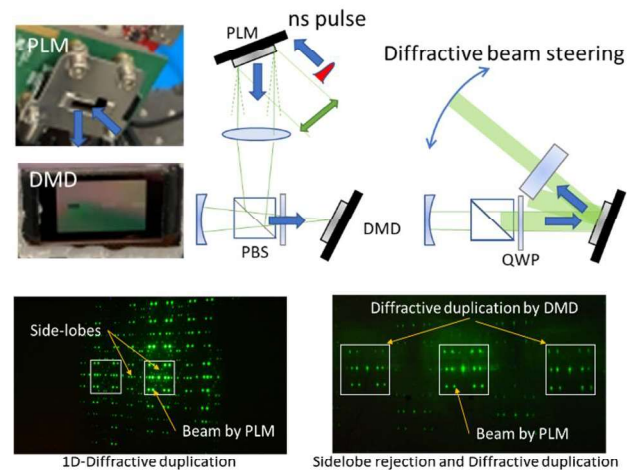 PLM
DMD
PLM
ns pulse
PBS
DMD
Diffractive beam steering
QWP
Side-lobes
Beam by PLM
1D-Diffractive duplication
Diffractive duplication by DMD
Beam by PLM
Sidelobe rejection and Diffractive duplication